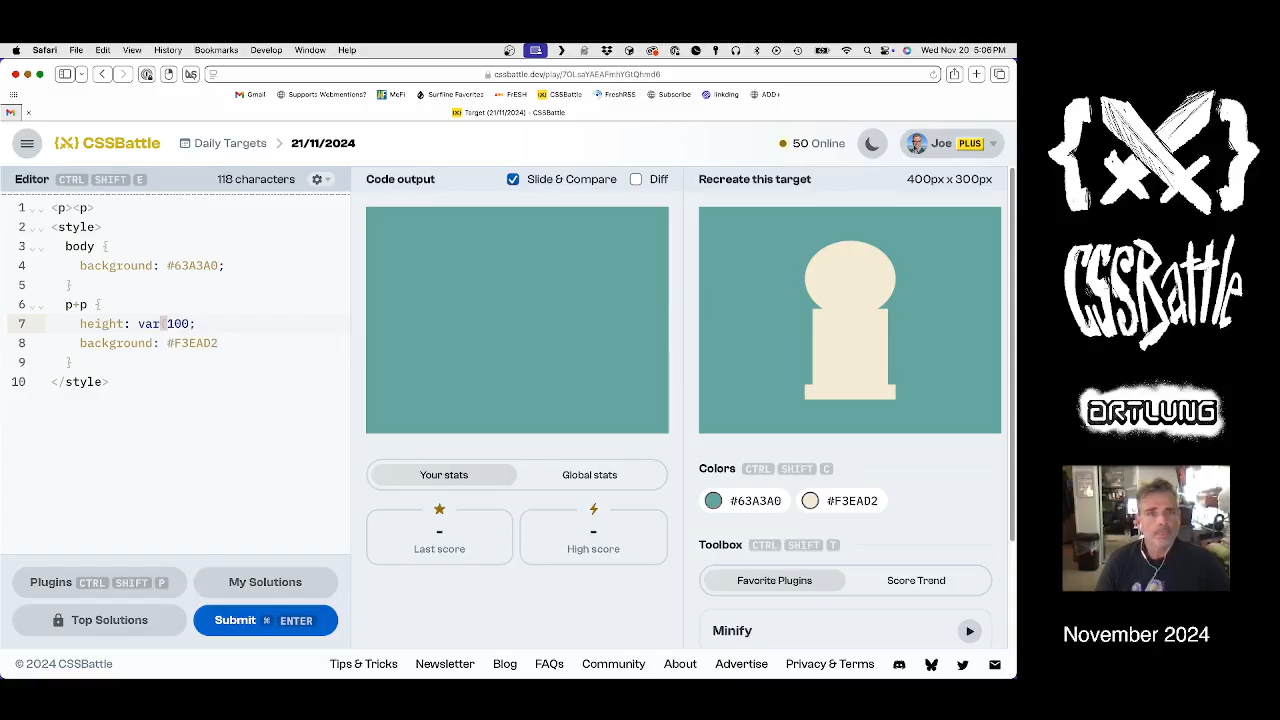 Safari File Edit View History Bookmarks Develop Window Help Wed Nov 20 5:06 PM
cssbattle.dev/play/7OLsaYAEAFmhYGtQhmd6
Gmail Supports Webmentions? MeFi Surfline Favorites FrESH CSSBattle FreshRSS Subscribe linkding ADD+
Target (21/11/2024) - CSSBattle
CSSBattle Daily Targets > 21/11/2024 50 Online Joe PLUS
Editor CTRL SHIFT E 118 characters
Code output Slide & Compare Diff
Recreate this target 400px x 300px
1 <p><p>
2 <style>
3 body {
4 background: #63A3A0;
5 }
6 p+p {
7 height: var(100;
8 background: #F3EAD2
9 }
10 </style>
Your stats Global stats
- Last score
- High score
Colors CTRL SHIFT C
#63A3A0 #F3EAD2
Toolbox CTRL SHIFT T
Favorite Plugins Score Trend
Minify
Plugins CTRL SHIFT P My Solutions
Top Solutions Submit ⌘ ENTER
© 2024 CSSBattle Tips & Tricks Newsletter Blog FAQs Community About Advertise Privacy & Terms
CSSBattle
ARTLUNG
November 2024